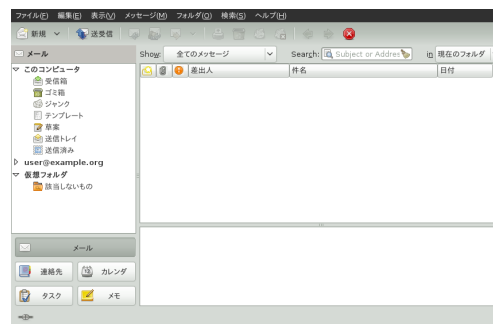 ファイル(F) 編集(E) 表示(V) メッセージ(M) フォルダ(O) 検索(S) ヘルプ(H)
新規 送受信
メール Show: 全てのメッセージ Search: Subject or Addres in 現在のフォルダ
このコンピュータ 差出人 件名 日付
受信箱
ゴミ箱
ジャンク
テンプレート
草案
送信トレイ
送信済み
user@example.org
仮想フォルダ
該当しないもの
メール
連絡先 カレンダ
タスク メモ